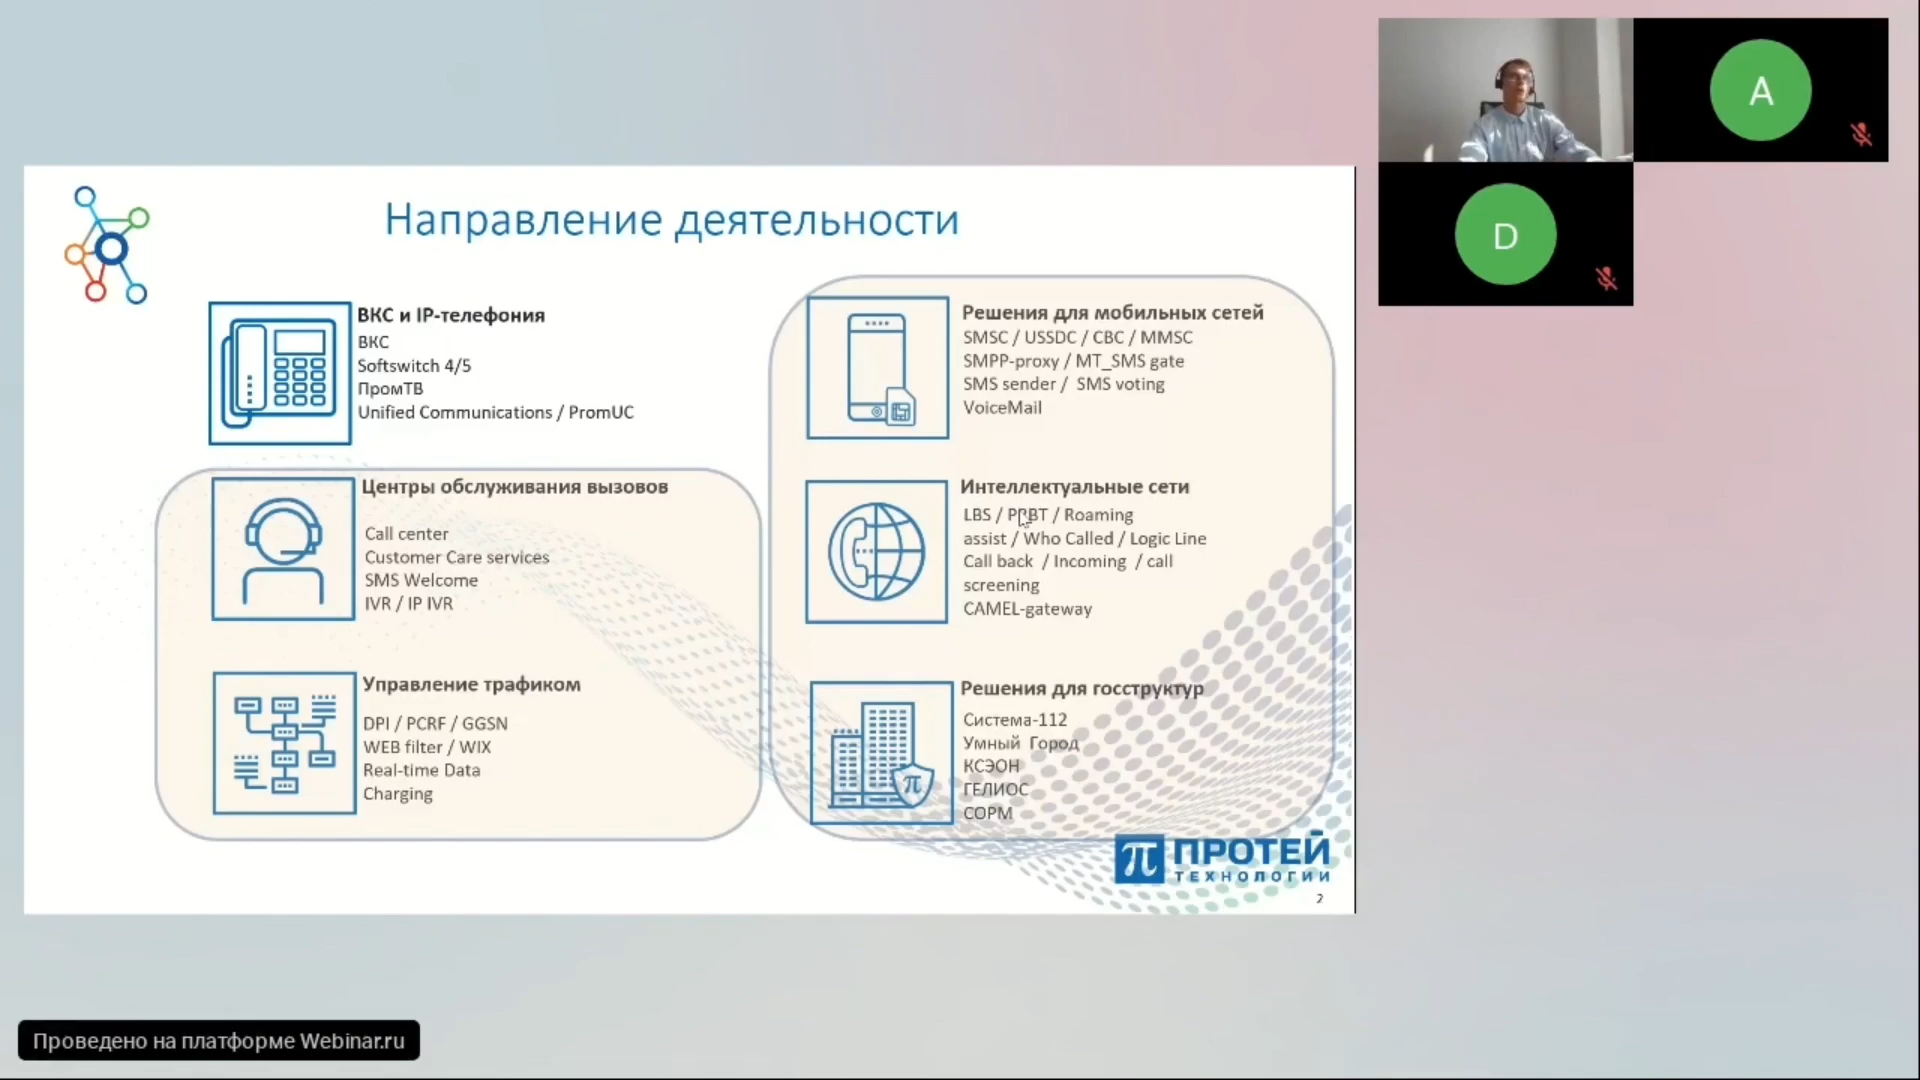 Направление деятельности
ВКС и IP-телефония
ВКС
Softswitch 4/5
ПромТВ
Unified Communications / PromUC
Центры обслуживания вызовов
Call center
Customer Care services
SMS Welcome
IVR / IP IVR
Управление трафиком
DPI / PCRF / GGSN
WEB filter / WIX
Real-time Data
Charging
Решения для мобильных сетей
SMSC / USSDC / CBC / MMSC
SMPP-proxy / MT_SMS gate
SMS sender / SMS voting
VoiceMail
Интеллектуальные сети
LBS / / Roaming
assist / Who Called / Logic Line
Call back / Incoming / call
screening
CAMEL-gateway
Решения для госструктур
Система-112
Умный Город
КСЭОН
ГЕЛИОС
СОРМ
π ПРОТЕЙ
ТЕХНОЛОГИИ
2
A
D
Проведено на платформе Webinar.ru